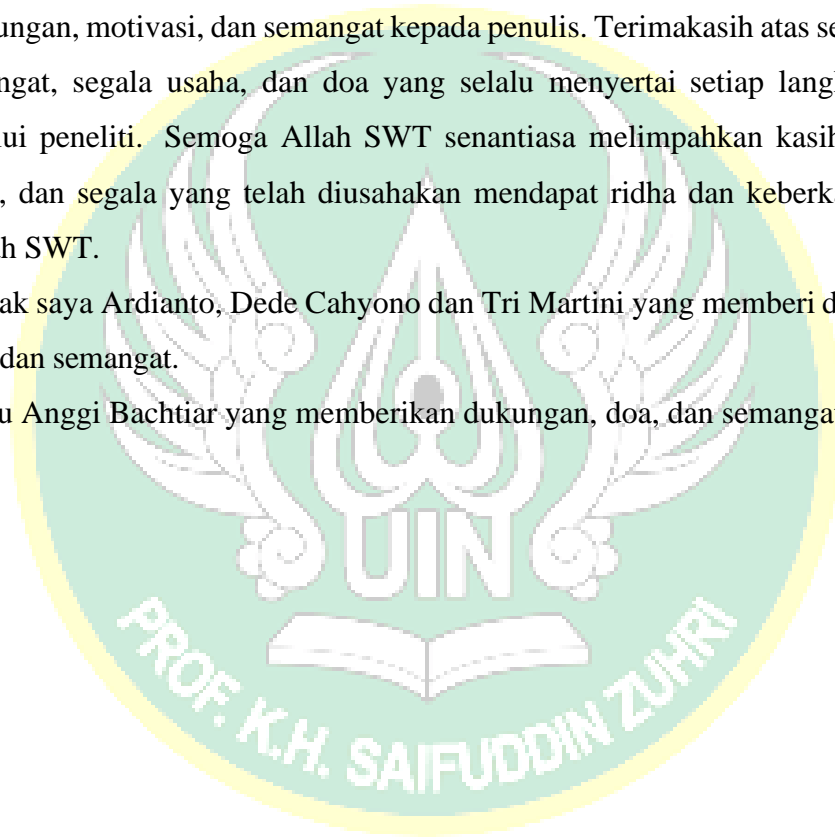 ungan, motivasi, dan semangat kepada penulis. Terimakasih atas se
ngat, segala usaha, dan doa yang selalu menyertai setiap lang
ui peneliti. Semoga Allah SWT senantiasa melimpahkan kasih
, dan segala yang telah diusahakan mendapat ridha dan keberk
h SWT.
ak saya Ardianto, Dede Cahyono dan Tri Martini yang memberi d
dan semangat.
u Anggi Bachtiar yang memberikan dukungan, doa, dan semanga
UIN
PROF. K.H. SAIFUDDIN ZUHRI